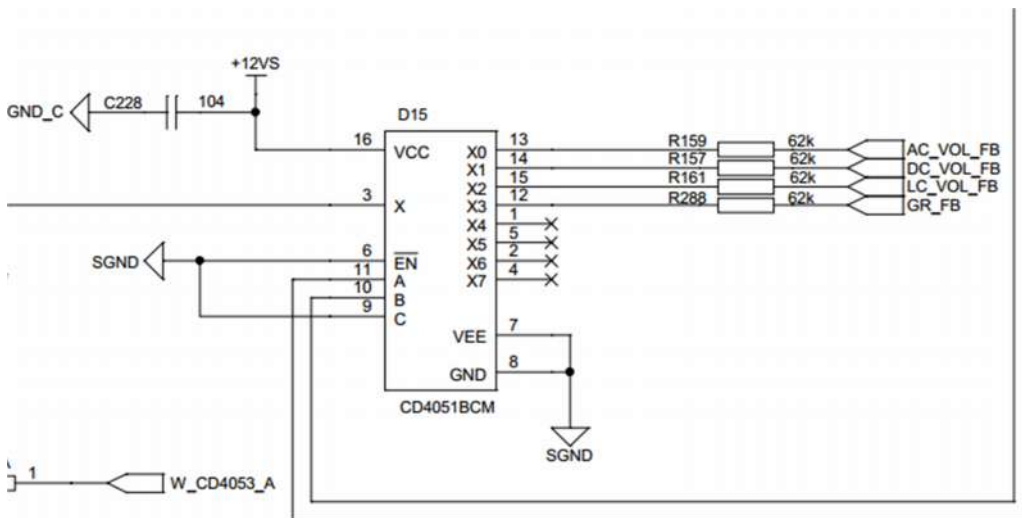 +12VS
GND_C C228 104
D15
16 VCC X0 13 R159 62k AC_VOL_FB
X1 14 R157 62k DC_VOL_FB
X2 15 R161 62k LC_VOL_FB
3 X X3 12 R288 62k GR_FB
X4 1
X5 5
SGND 6 EN X6 2
11 A X7 4
10 B
9 C
VEE 7
GND 8
CD4051BCM
SGND
1 W_CD4053_A